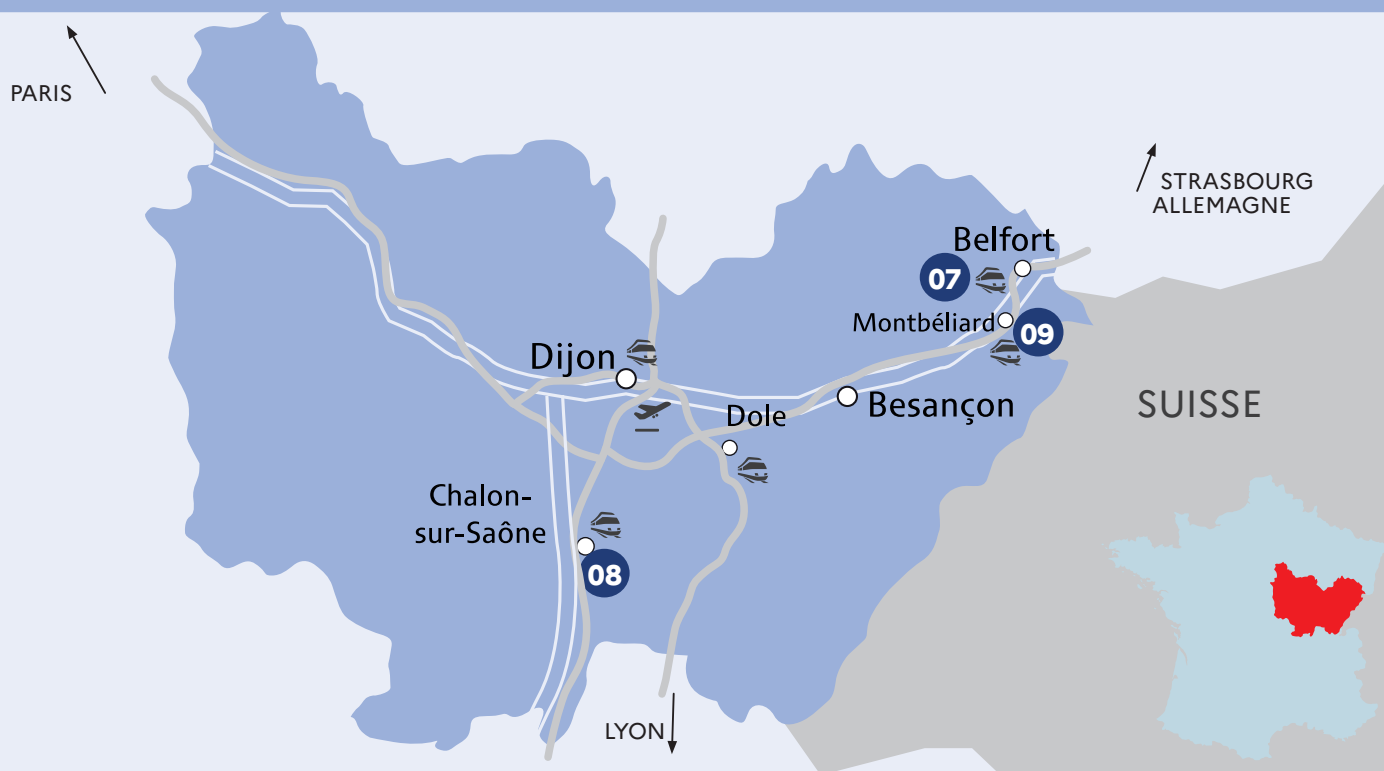 PARIS
STRASBOURG
ALLEMAGNE
Belfort
07
Montbéliard
09
Dijon
Besançon
SUISSE
Dole
Chalon-
sur-Saône
08
LYON